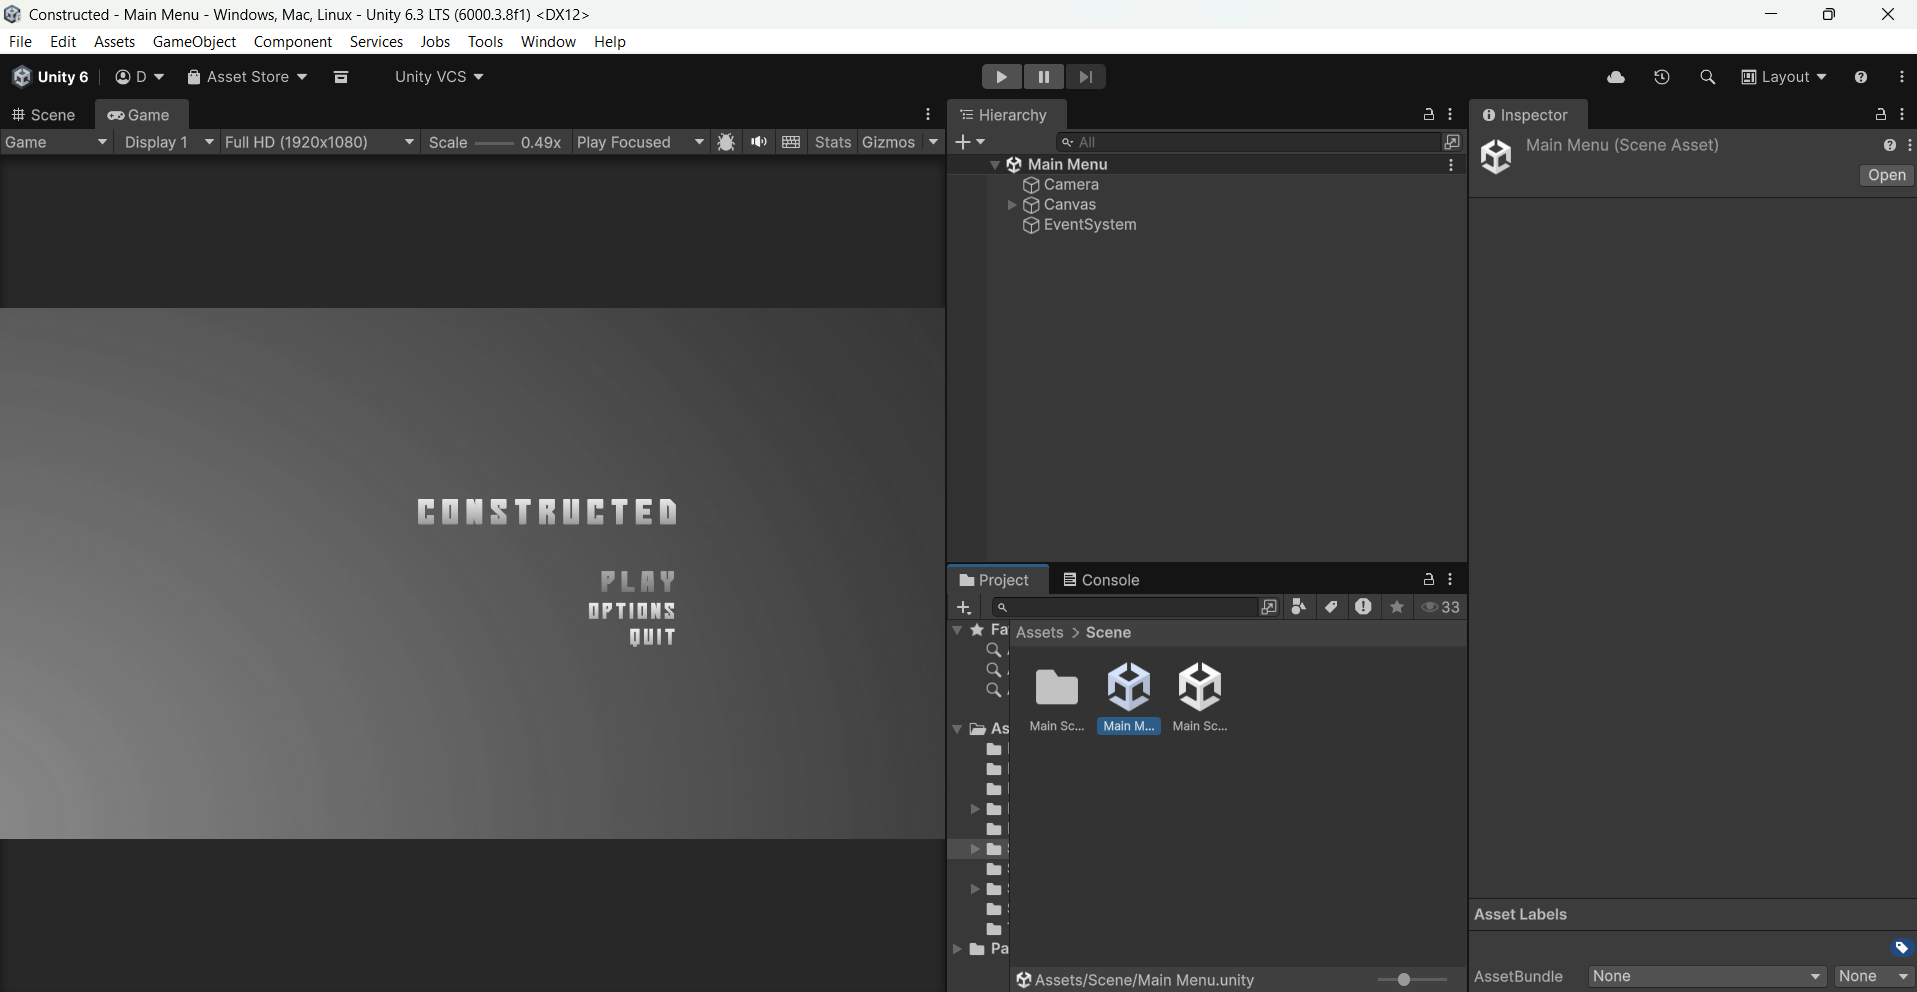 Constructed - Main Menu - Windows, Mac, Linux - Unity 6.3 LTS (6000.3.8f1) <DX12>
File Edit Assets GameObject Component Services Jobs Tools Window Help
Unity 6 D Asset Store Unity VCS Layout
Scene Game
Game Display 1 Full HD (1920x1080) Scale 0.49x Play Focused Stats Gizmos
CONSTRUCTED
PLAY
OPTIONS
QUIT
Hierarchy
All
Main Menu
Camera
Canvas
EventSystem
Project Console
33
Fa
As
Pa
Assets > Scene
Main Sc... Main M... Main Sc...
Assets/Scene/Main Menu.unity
Inspector
Main Menu (Scene Asset)
Open
Asset Labels
AssetBundle None None